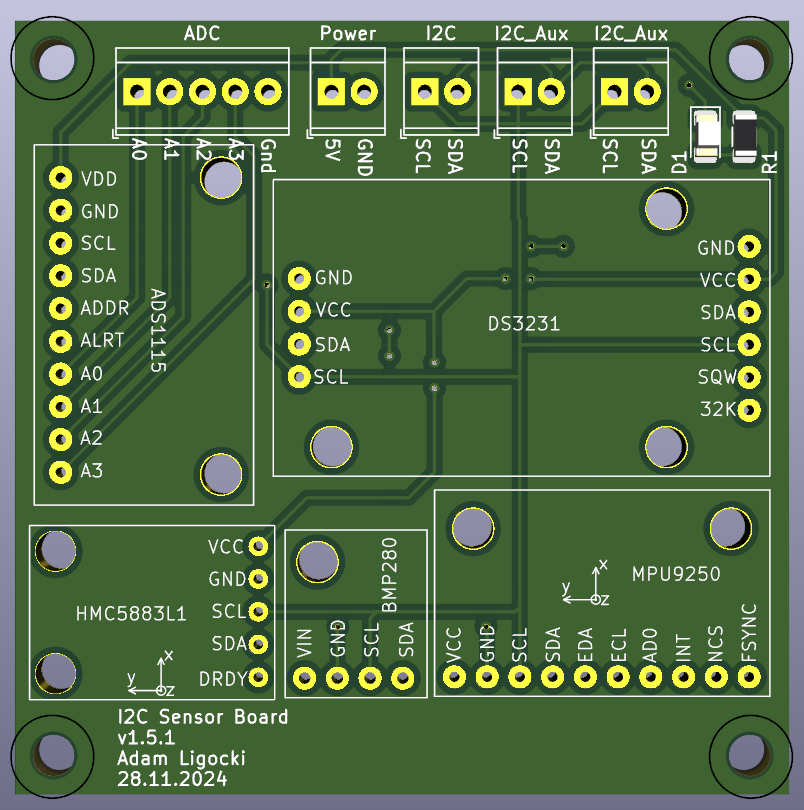 ADC Power I2C I2C_Aux I2C_Aux
A0 A1 A2 A3 Gnd 5V GND SCL SDA SCL SDA SCL SDA D1 R1
VDD
GND
SCL
SDA
ADDR
ALRT
A0
A1
A2
A3
ADS1115
GND
VCC
SDA
SCL
DS3231
GND
VCC
SDA
SCL
SQW
32K
VCC
GND
SCL
SDA
DRDY
HMC5883L1
x
y
z
BMP280
VIN GND SCL SDA
MPU9250
x
y
z
VCC GND SCL SDA EDA ECL AD0 INT NCS FSYNC
I2C Sensor Board
v1.5.1
Adam Ligocki
28.11.2024